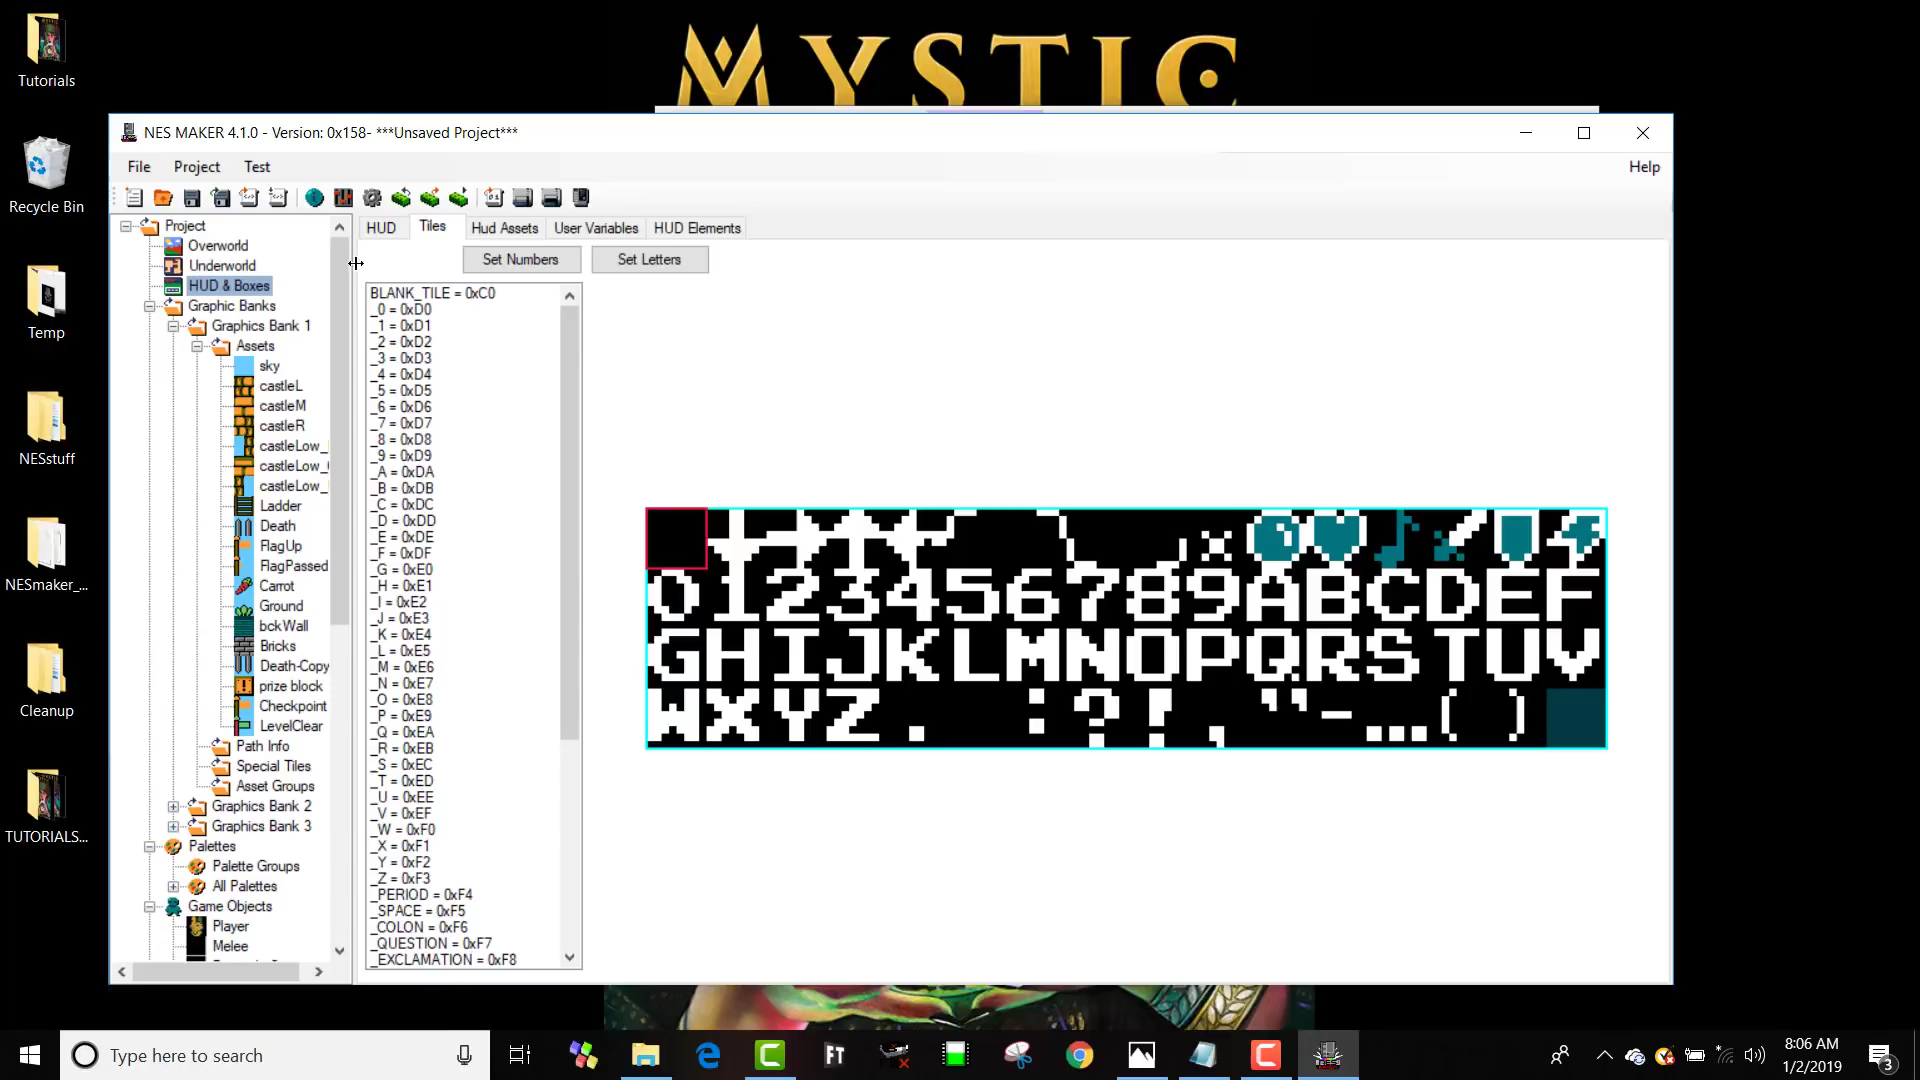 MYSTIC
Tutorials
Recycle Bin
Temp
NESstuff
NESmaker_...
Cleanup
TUTORIALS...
NES MAKER 4.1.0 - Version: 0x158- ***Unsaved Project***
File Project Test Help
Project
Overworld
Underworld
HUD & Boxes
Graphic Banks
Graphics Bank 1
Assets
sky
castleL
castleM
castleR
castleLow_
castleLow_
castleLow_
Ladder
Death
FlagUp
FlagPassed
Carrot
Ground
bckWall
Bricks
Death-Copy
prize block
Checkpoint
LevelClear
Path Info
Special Tiles
Asset Groups
Graphics Bank 2
Graphics Bank 3
Palettes
Palette Groups
All Palettes
Game Objects
Player
Melee
HUD Tiles Hud Assets User Variables HUD Elements
Set Numbers Set Letters
BLANK_TILE = 0xC0
_0 = 0xD0
_1 = 0xD1
_2 = 0xD2
_3 = 0xD3
_4 = 0xD4
_5 = 0xD5
_6 = 0xD6
_7 = 0xD7
_8 = 0xD8
_9 = 0xD9
_A = 0xDA
_B = 0xDB
_C = 0xDC
_D = 0xDD
_E = 0xDE
_F = 0xDF
_G = 0xE0
_H = 0xE1
_I = 0xE2
_J = 0xE3
_K = 0xE4
_L = 0xE5
_M = 0xE6
_N = 0xE7
_O = 0xE8
_P = 0xE9
_Q = 0xEA
_R = 0xEB
_S = 0xEC
_T = 0xED
_U = 0xEE
_V = 0xEF
_W = 0xF0
_X = 0xF1
_Y = 0xF2
_Z = 0xF3
_PERIOD = 0xF4
_SPACE = 0xF5
_COLON = 0xF6
_QUESTION = 0xF7
_EXCLAMATION = 0xF8
0123456789ABCDEF
GHIJKLMNOPQRSTUV
WXYZ. :?!, "-...( )
Type here to search
FT
8:06 AM
1/2/2019
3